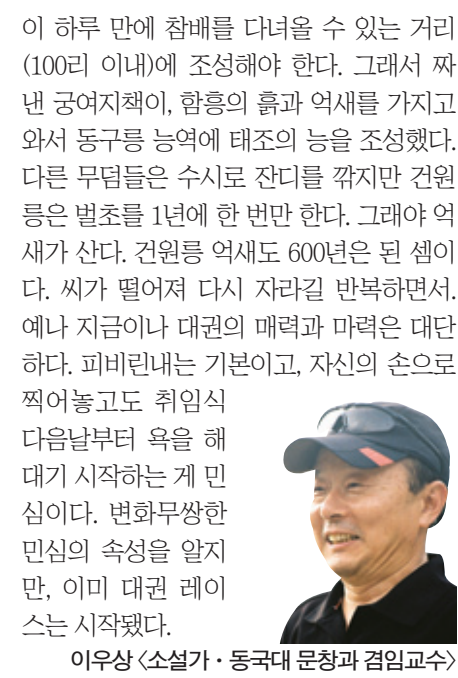 이 하루 만에 참배를 다녀올 수 있는 거리
(100리 이내)에 조성해야 한다. 그래서 짜
낸 궁여지책이, 함흥의 흙과 억새를 가지고
와서 동구릉 능역에 태조의 능을 조성했다.
다른 무덤들은 수시로 잔디를 깎지만 건원
릉은 벌초를 1년에 한 번만 한다. 그래야 억
새가 산다. 건원릉 억새도 600년은 된 셈이
다. 씨가 떨어져 다시 자라길 반복하면서.
예나 지금이나 대권의 매력과 마력은 대단
하다. 피비린내는 기본이고, 자신의 손으로
찍어놓고도 취임식
다음날부터 욕을 해
대기 시작하는 게 민
심이다. 변화무쌍한
민심의 속성을 알지
만, 이미 대권 레이
스는 시작됐다.
이우상 〈소설가·동국대 문창과 겸임교수〉